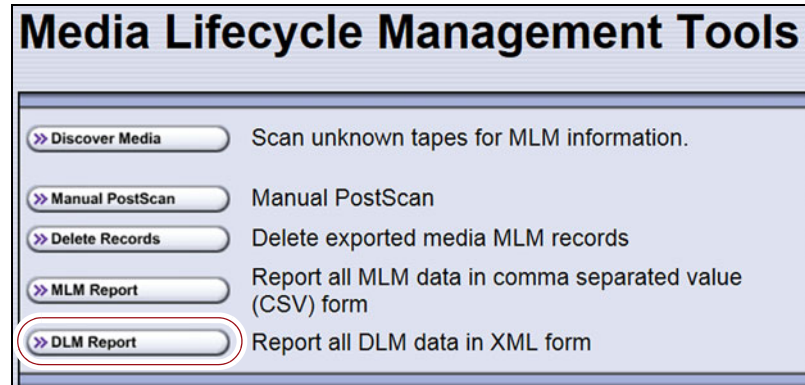 Media Lifecycle Management Tools
» Discover Media Scan unknown tapes for MLM information.
» Manual PostScan Manual PostScan
» Delete Records Delete exported media MLM records
» MLM Report Report all MLM data in comma separated value
(CSV) form
» DLM Report Report all DLM data in XML form